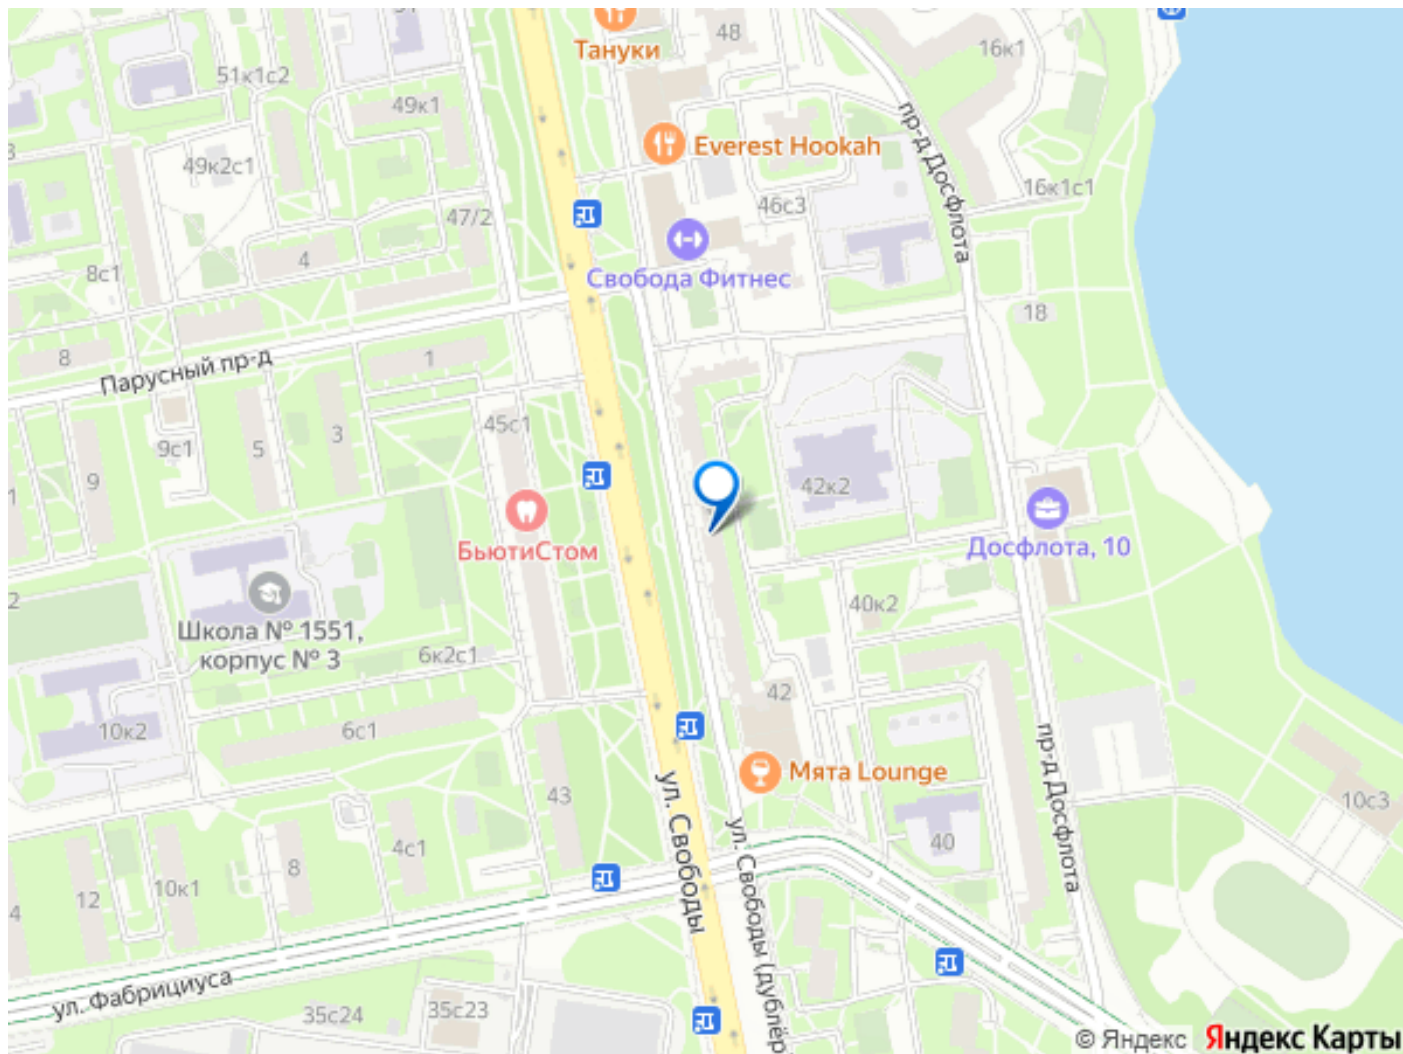 Тануки
48
16к1
51к1с2
49к1
пр-д Досфлота
Everest Hookah
49к2с1
16к1с1
46с3
47/2
4
8с1
Свобода Фитнес
18
8
Парусный пр-д
1
45с1
3
9с1
5
9
42к2
БьютиСтом
Досфлота, 10
2
40к2
Школа № 1551,
корпус № 3
6к2с1
42
10к2
6с1
Мята Lounge
пр-д Досфлота
10с3
43
ул. Свободы
ул. Свободы (дублёр
40
4с1
8
10к1
12
4
ул. Фабрициуса
35с24
35с23
© Яндекс Яндекс Карты